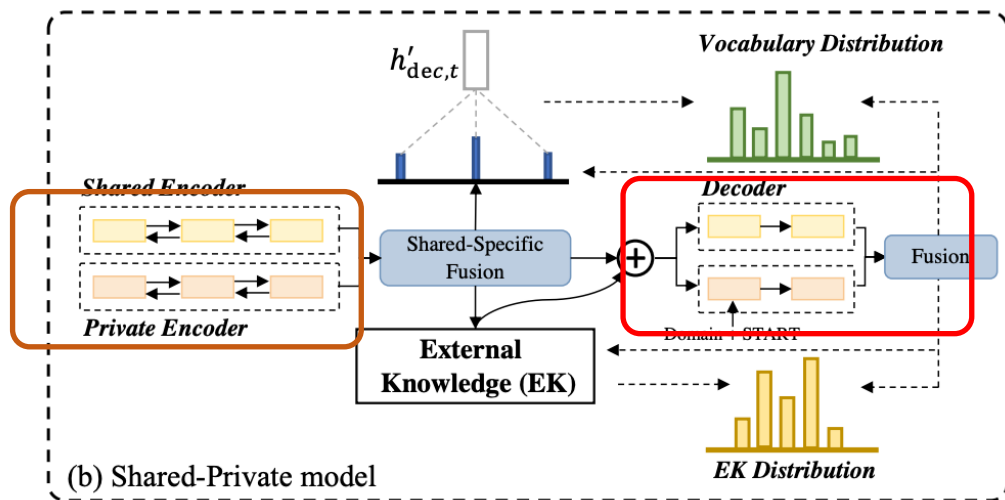 h′dec,t
Vocabulary Distribution
Shared Encoder
Decoder
Shared-Specific
Fusion
Fusion
Private Encoder
Domain + START
External
Knowledge (EK)
(b) Shared-Private model
EK Distribution